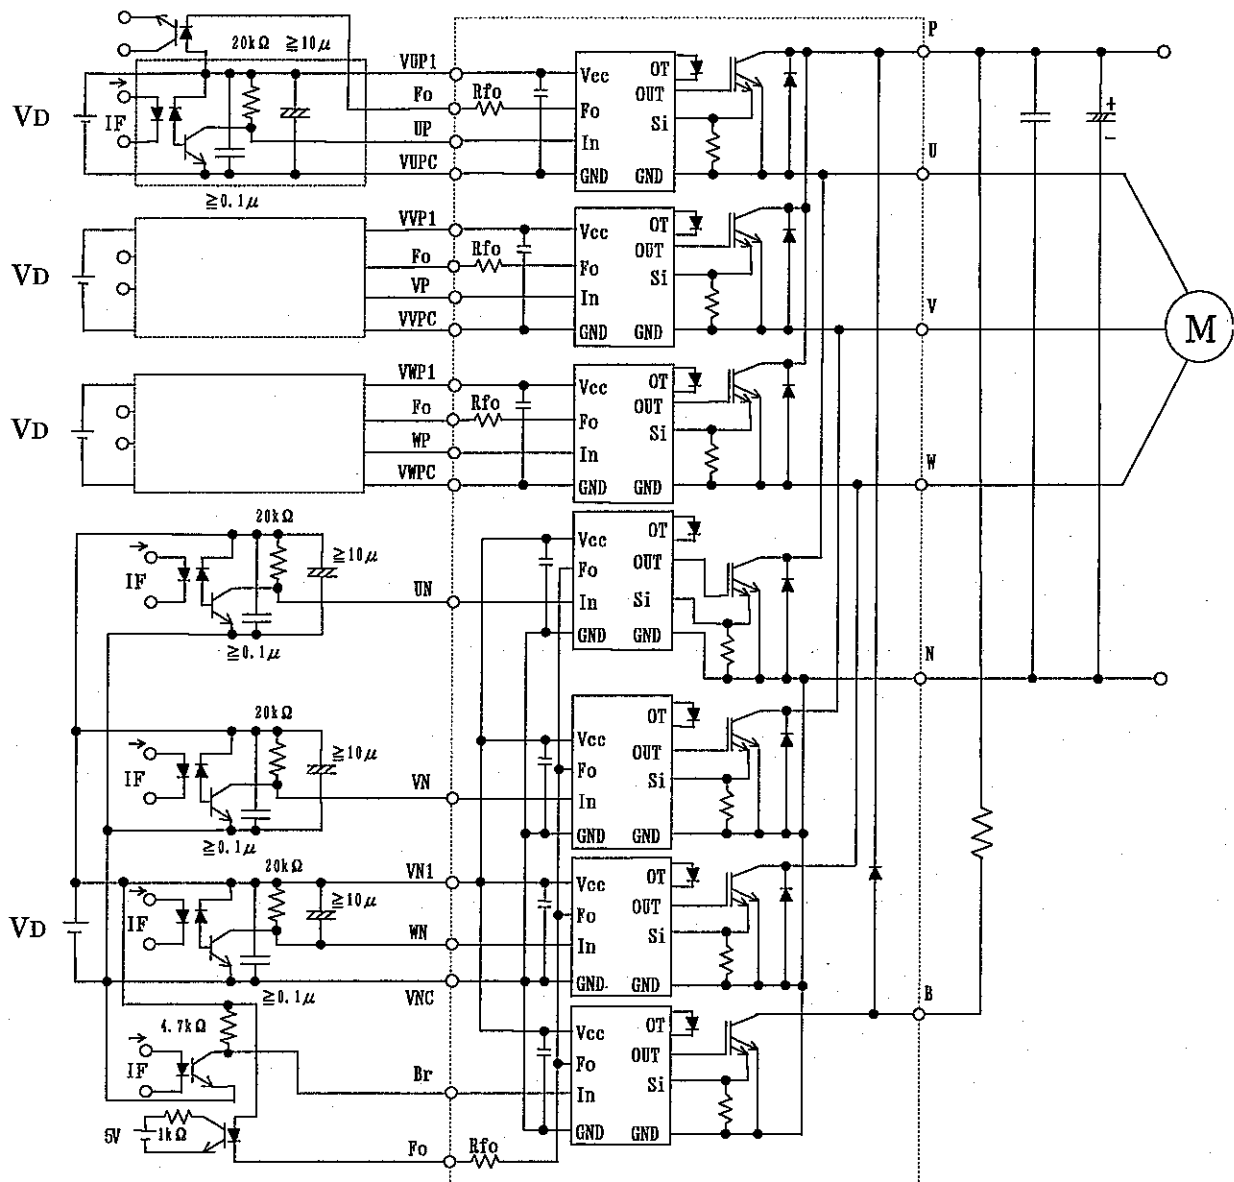 20kΩ ≧10μ
VD
IF
≧0.1μ
VUP1
Fo
UP
VUPC
Rfo
Vcc
Fo
In
GND
OT
OUT
Si
GND
P
U
+
-
VD
VVP1
Fo
VP
VVPC
Rfo
Vcc
Fo
In
GND
OT
OUT
Si
GND
V
M
VD
VWP1
Fo
WP
VWPC
Rfo
Vcc
Fo
In
GND
OT
OUT
Si
GND
W
20kΩ
≧10μ
IF
≧0.1μ
UN
Vcc
Fo
In
GND
OT
OUT
Si
GND
N
20kΩ
≧10μ
IF
≧0.1μ
VN
Vcc
Fo
In
GND
OT
OUT
Si
GND
20kΩ
≧10μ
VD
IF
≧0.1μ
VN1
WN
VNC
Vcc
Fo
In
GND
OT
OUT
Si
GND
B
4.7kΩ
IF
Br
5V
1kΩ
Fo
Rfo
Vcc
Fo
In
GND
OT
OUT
Si
GND